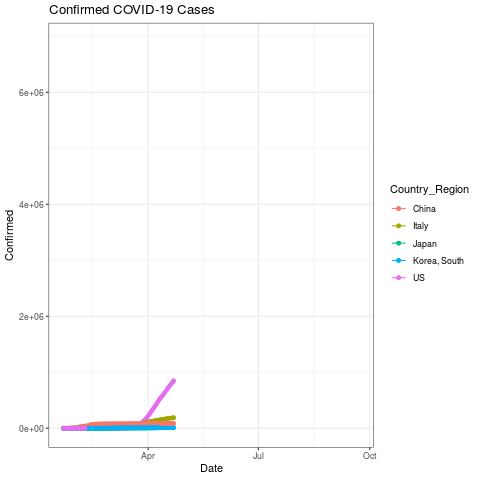 Confirmed COVID-19 Cases
Confirmed
6e+06
4e+06
2e+06
0e+00
Apr
Jul
Oct
Date
Country_Region
China
Italy
Japan
Korea, South
US